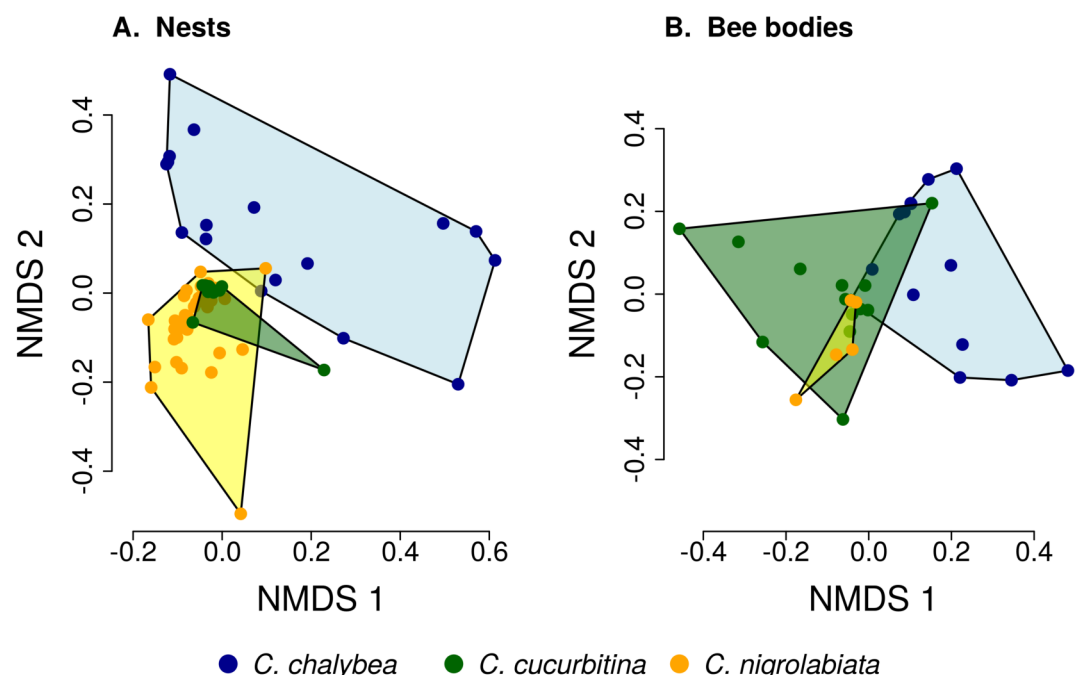 A. Nests
B. Bee bodies
NMDS 2
0.4
0.2
0.0
-0.2
-0.4
-0.2
0.0
0.2
0.4
0.6
NMDS 1
NMDS 2
0.4
0.2
0.0
-0.2
-0.4
-0.4
-0.2
0.0
0.2
0.4
NMDS 1
C. chalybea
C. cucurbitina
C. nigrolabiata